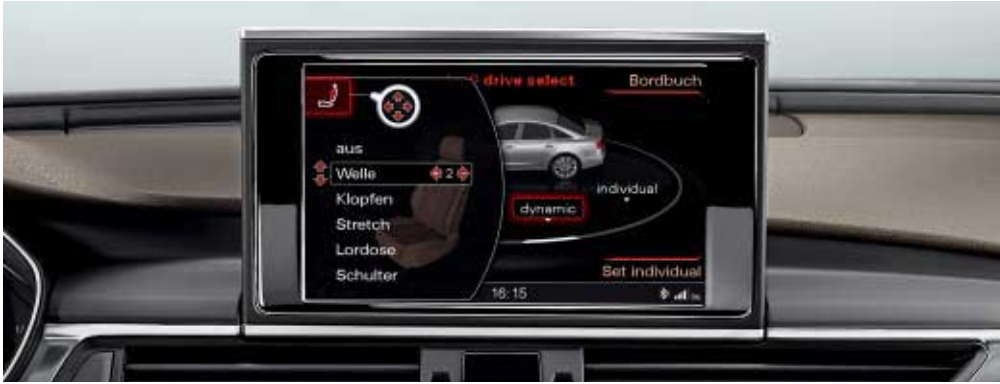 drive select
Bordbuch
aus
Welle 2
Klopfen
Stretch
Lordose
Schulter
individual
dynamic
Set individual
16:15